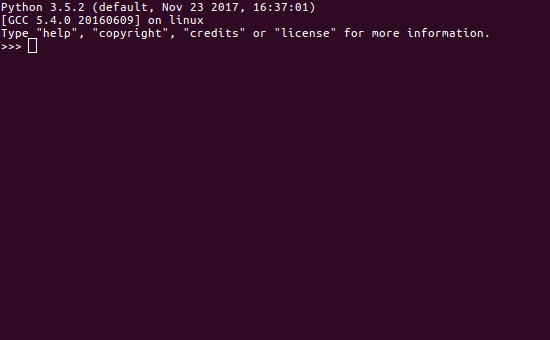 Python 3.5.2 (default, Nov 23 2017, 16:37:01)
[GCC 5.4.0 20160609] on linux
Type "help", "copyright", "credits" or "license" for more information.
>>>